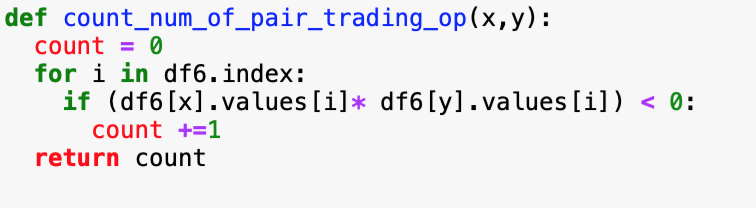 def count_num_of_pair_trading_op(x,y):
  count = 0
  for i in df6.index:
    if (df6[x].values[i]* df6[y].values[i]) < 0:
      count +=1
  return count